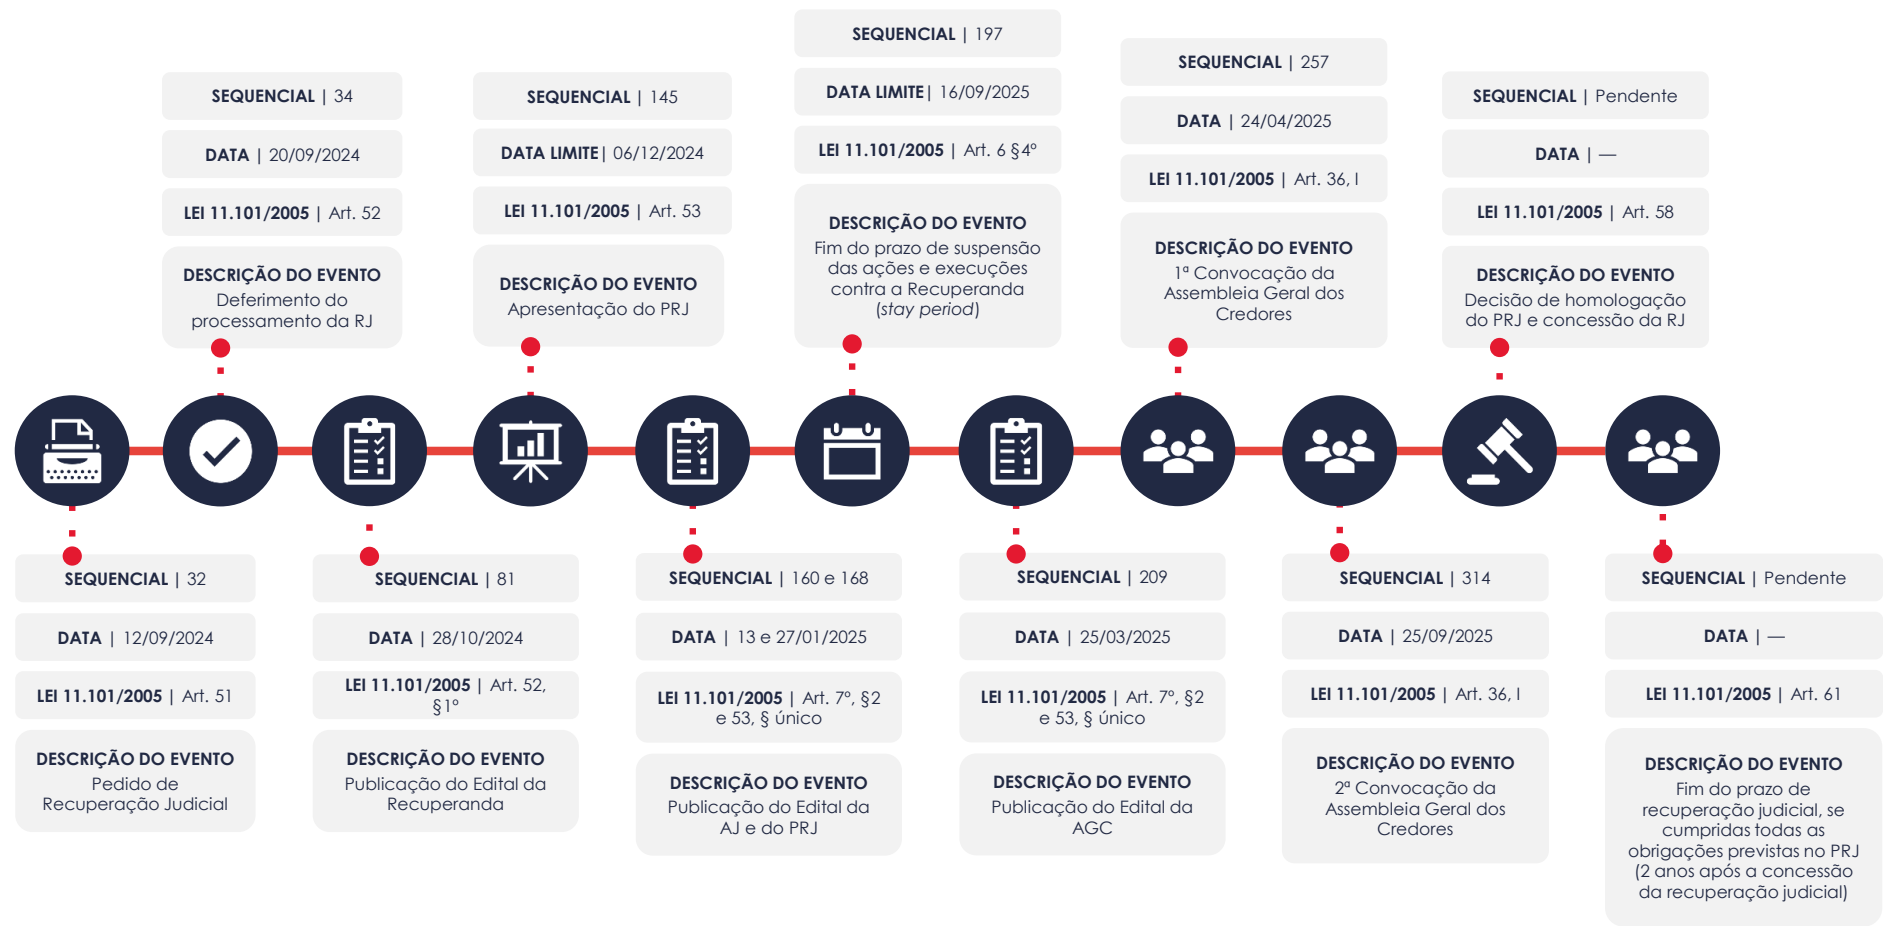 SEQUENCIAL | 34
DATA | 20/09/2024
LEI 11.101/2005 | Art. 52
DESCRIÇÃO DO EVENTO
Deferimento do
processamento da RJ
SEQUENCIAL | 145
DATA LIMITE| 06/12/2024
LEI 11.101/2005 | Art. 53
DESCRIÇÃO DO EVENTO
Apresentação do PRJ
SEQUENCIAL | 197
DATA LIMITE| 16/09/2025
LEI 11.101/2005 | Art. 6 §4º
DESCRIÇÃO DO EVENTO
Fim do prazo de suspensão
das ações e execuções
contra a Recuperanda
(stay period)
SEQUENCIAL | 257
DATA | 24/04/2025
LEI 11.101/2005 | Art. 36, I
DESCRIÇÃO DO EVENTO
1ª Convocação da
Assembleia Geral dos
Credores
SEQUENCIAL | Pendente
DATA | —
LEI 11.101/2005 | Art. 58
DESCRIÇÃO DO EVENTO
Decisão de homologação
do PRJ e concessão da RJ
SEQUENCIAL | 32
DATA | 12/09/2024
LEI 11.101/2005 | Art. 51
DESCRIÇÃO DO EVENTO
Pedido de
Recuperação Judicial
SEQUENCIAL | 81
DATA | 28/10/2024
LEI 11.101/2005 | Art. 52,
§1º
DESCRIÇÃO DO EVENTO
Publicação do Edital da
Recuperanda
SEQUENCIAL | 160 e 168
DATA | 13 e 27/01/2025
LEI 11.101/2005 | Art. 7º, §2
e 53, § único
DESCRIÇÃO DO EVENTO
Publicação do Edital da
AJ e do PRJ
SEQUENCIAL | 209
DATA | 25/03/2025
LEI 11.101/2005 | Art. 7º, §2
e 53, § único
DESCRIÇÃO DO EVENTO
Publicação do Edital da
AGC
SEQUENCIAL | 314
DATA | 25/09/2025
LEI 11.101/2005 | Art. 36, I
DESCRIÇÃO DO EVENTO
2ª Convocação da
Assembleia Geral dos
Credores
SEQUENCIAL | Pendente
DATA | —
LEI 11.101/2005 | Art. 61
DESCRIÇÃO DO EVENTO
Fim do prazo de
recuperação judicial, se
cumpridas todas as
obrigações previstas no PRJ
(2 anos após a concessão
da recuperação judicial)